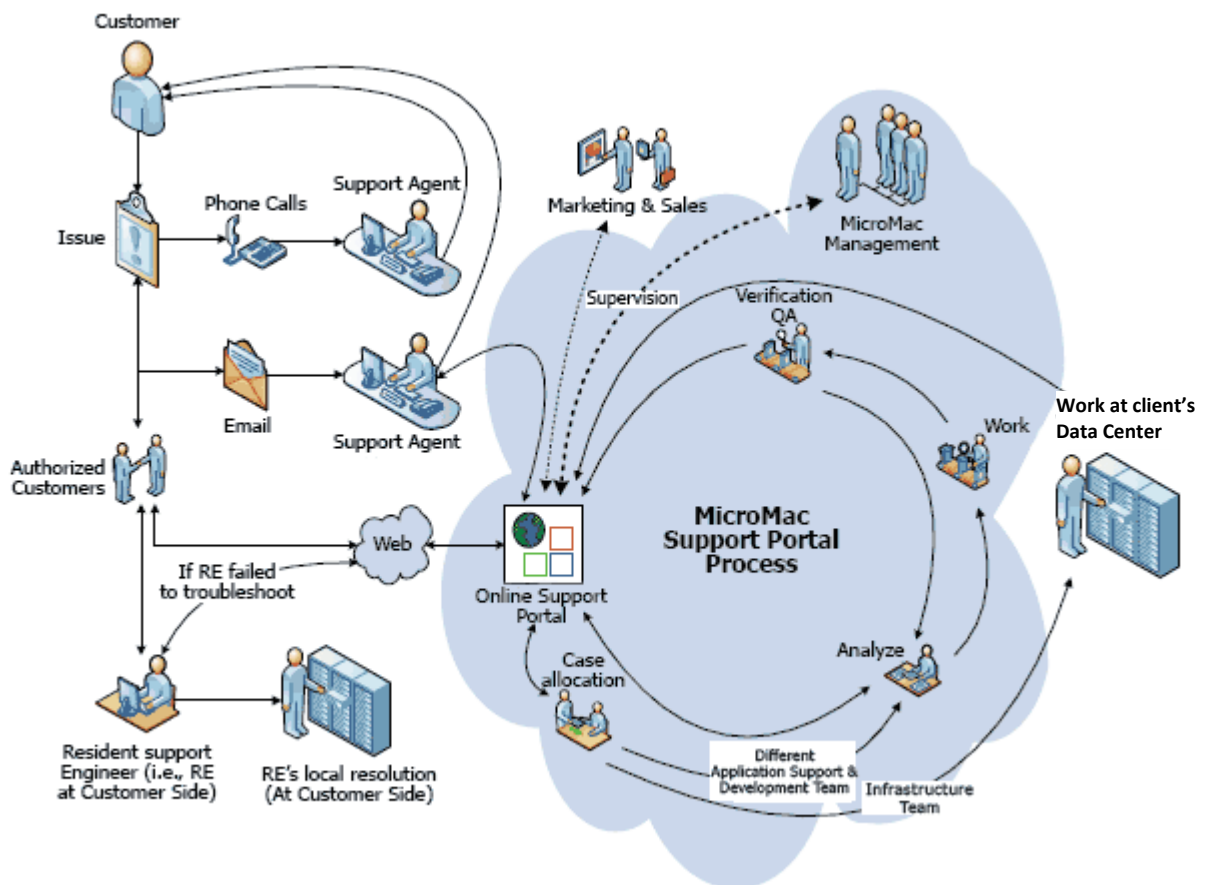 Customer
Support Agent
Phone Calls
Issue
Marketing & Sales
MicroMac
Management
Supervision
Verification
QA
Email
Support Agent
Work at client's
Data Center
Work
Authorized
Customers
MicroMac
Support Portal
Process
Web
If RE failed
to troubleshoot
Online Support
Portal
Case
allocation
Analyze
Resident support
Engineer (i.e., RE
at Customer Side)
RE's local resolution
(At Customer Side)
Different
Application Support &
Development Team
Infrastructure
Team